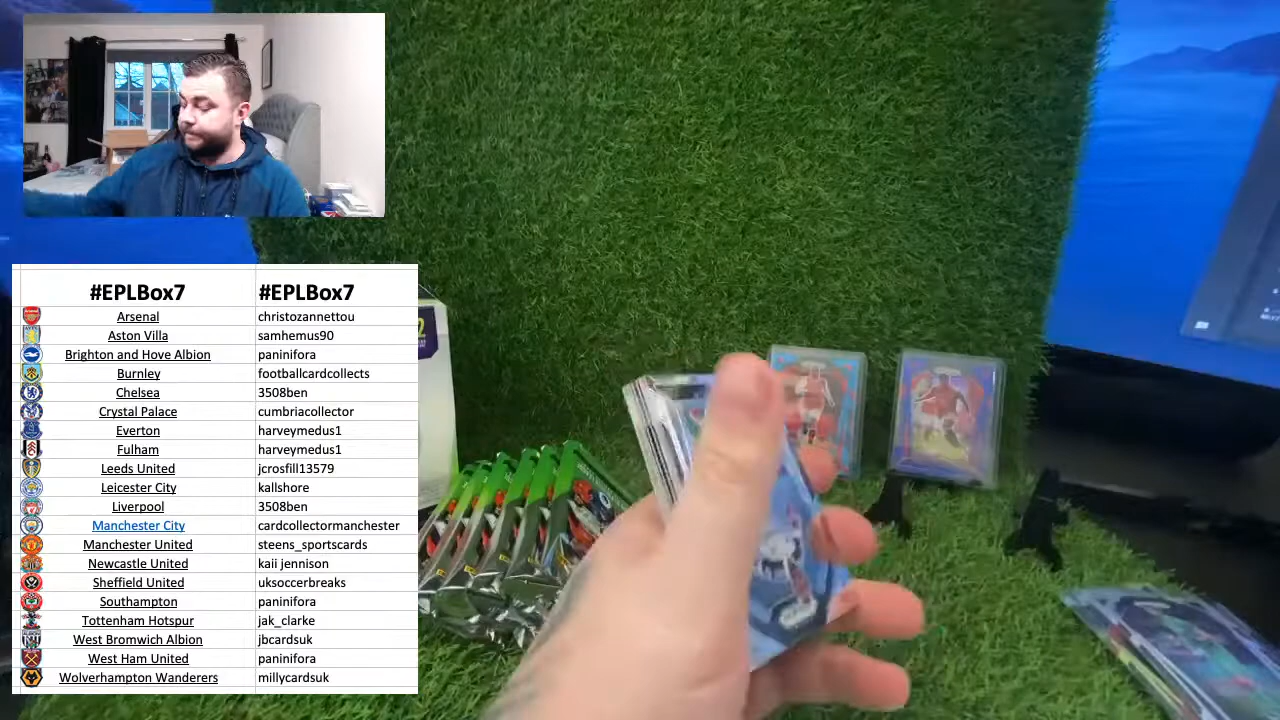 #EPLBox7 #EPLBox7
Arsenal christozannettou
Aston Villa samhemus90
Brighton and Hove Albion paninifora
Burnley footballcardcollects
Chelsea 3508ben
Crystal Palace cumbriacollector
Everton harveymedus1
Fulham harveymedus1
Leeds United jcrosfill13579
Leicester City kallshore
Liverpool 3508ben
Manchester City cardcollectormanchester
Manchester United steens_sportscards
Newcastle United kaii jennison
Sheffield United uksoccerbreaks
Southampton paninifora
Tottenham Hotspur jak_clarke
West Bromwich Albion jbcardsuk
West Ham United paninifora
Wolverhampton Wanderers millycardsuk